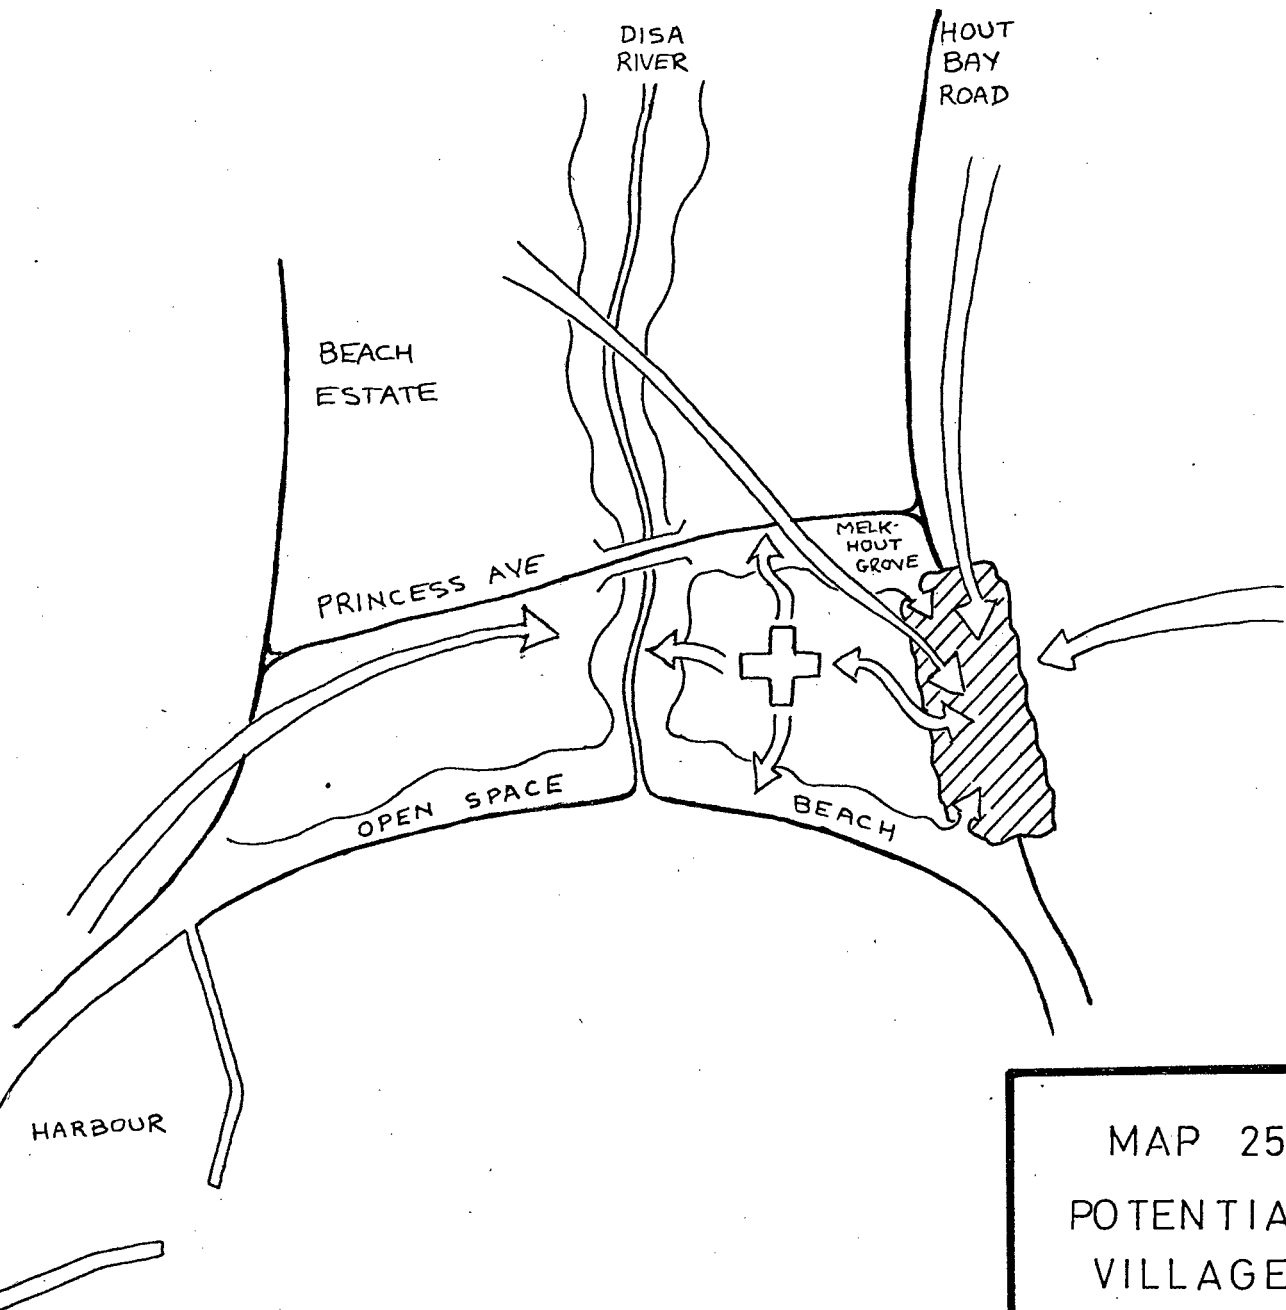 DISA
RIVER
HOUT
BAY
ROAD
BEACH
ESTATE
MELK-
HOUT
GROVE
PRINCESS AVE
OPEN SPACE
BEACH
HARBOUR
MAP 25
POTENTIA
VILLAGE